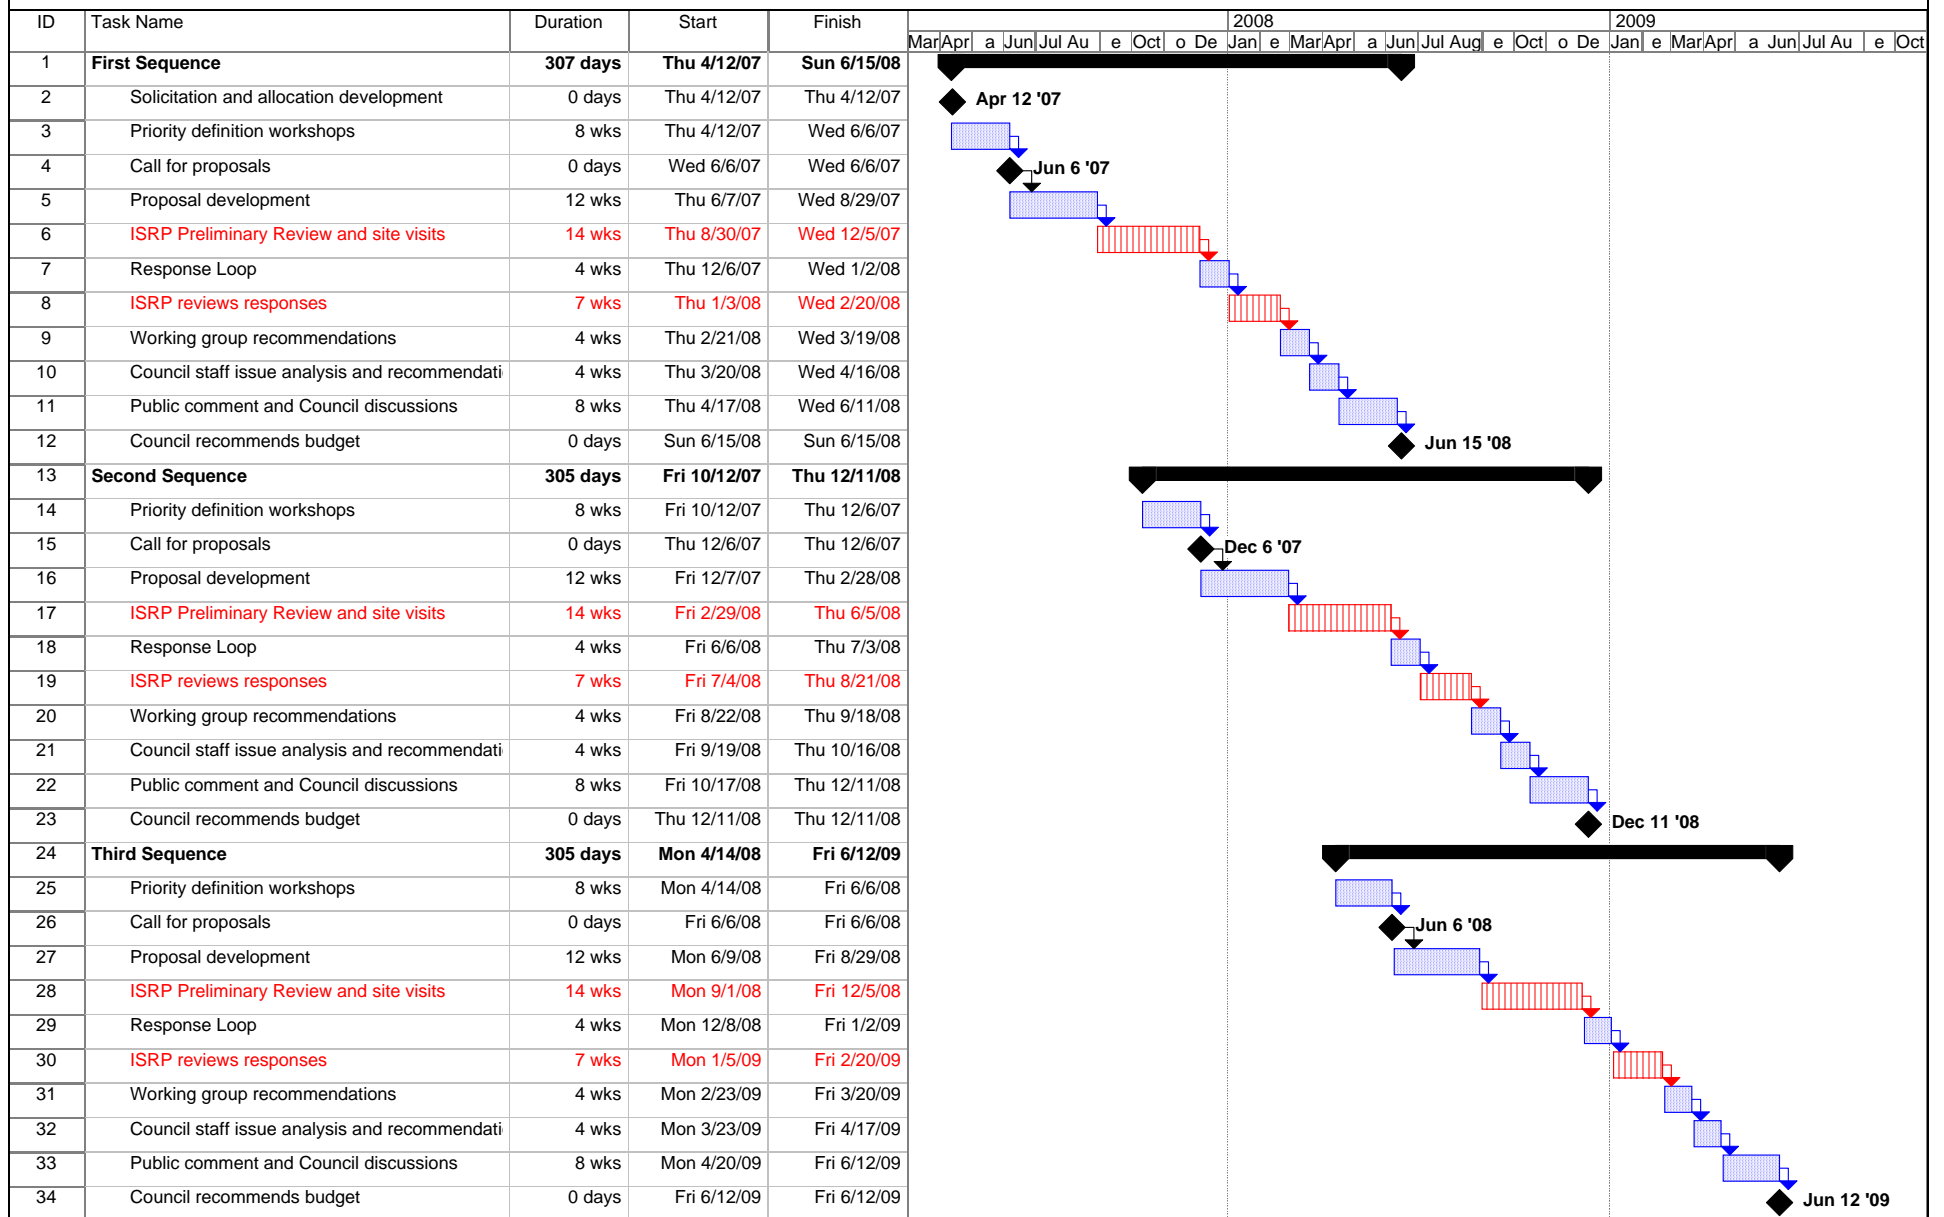 ID Task Name Duration Start Finish 2008 2009
Mar Apr a Jun Jul Au e Oct o De Jan e Mar Apr a Jun Jul Aug e Oct o De Jan e Mar Apr a Jun Jul Au e Oct
1 First Sequence 307 days Thu 4/12/07 Sun 6/15/08
2 Solicitation and allocation development 0 days Thu 4/12/07 Thu 4/12/07 Apr 12 '07
3 Priority definition workshops 8 wks Thu 4/12/07 Wed 6/6/07
4 Call for proposals 0 days Wed 6/6/07 Wed 6/6/07 Jun 6 '07
5 Proposal development 12 wks Thu 6/7/07 Wed 8/29/07
6 ISRP Preliminary Review and site visits 14 wks Thu 8/30/07 Wed 12/5/07
7 Response Loop 4 wks Thu 12/6/07 Wed 1/2/08
8 ISRP reviews responses 7 wks Thu 1/3/08 Wed 2/20/08
9 Working group recommendations 4 wks Thu 2/21/08 Wed 3/19/08
10 Council staff issue analysis and recommendati 4 wks Thu 3/20/08 Wed 4/16/08
11 Public comment and Council discussions 8 wks Thu 4/17/08 Wed 6/11/08
12 Council recommends budget 0 days Sun 6/15/08 Sun 6/15/08 Jun 15 '08
13 Second Sequence 305 days Fri 10/12/07 Thu 12/11/08
14 Priority definition workshops 8 wks Fri 10/12/07 Thu 12/6/07
15 Call for proposals 0 days Thu 12/6/07 Thu 12/6/07 Dec 6 '07
16 Proposal development 12 wks Fri 12/7/07 Thu 2/28/08
17 ISRP Preliminary Review and site visits 14 wks Fri 2/29/08 Thu 6/5/08
18 Response Loop 4 wks Fri 6/6/08 Thu 7/3/08
19 ISRP reviews responses 7 wks Fri 7/4/08 Thu 8/21/08
20 Working group recommendations 4 wks Fri 8/22/08 Thu 9/18/08
21 Council staff issue analysis and recommendati 4 wks Fri 9/19/08 Thu 10/16/08
22 Public comment and Council discussions 8 wks Fri 10/17/08 Thu 12/11/08
23 Council recommends budget 0 days Thu 12/11/08 Thu 12/11/08 Dec 11 '08
24 Third Sequence 305 days Mon 4/14/08 Fri 6/12/09
25 Priority definition workshops 8 wks Mon 4/14/08 Fri 6/6/08
26 Call for proposals 0 days Fri 6/6/08 Fri 6/6/08 Jun 6 '08
27 Proposal development 12 wks Mon 6/9/08 Fri 8/29/08
28 ISRP Preliminary Review and site visits 14 wks Mon 9/1/08 Fri 12/5/08
29 Response Loop 4 wks Mon 12/8/08 Fri 1/2/09
30 ISRP reviews responses 7 wks Mon 1/5/09 Fri 2/20/09
31 Working group recommendations 4 wks Mon 2/23/09 Fri 3/20/09
32 Council staff issue analysis and recommendati 4 wks Mon 3/23/09 Fri 4/17/09
33 Public comment and Council discussions 8 wks Mon 4/20/09 Fri 6/12/09
34 Council recommends budget 0 days Fri 6/12/09 Fri 6/12/09 Jun 12 '09